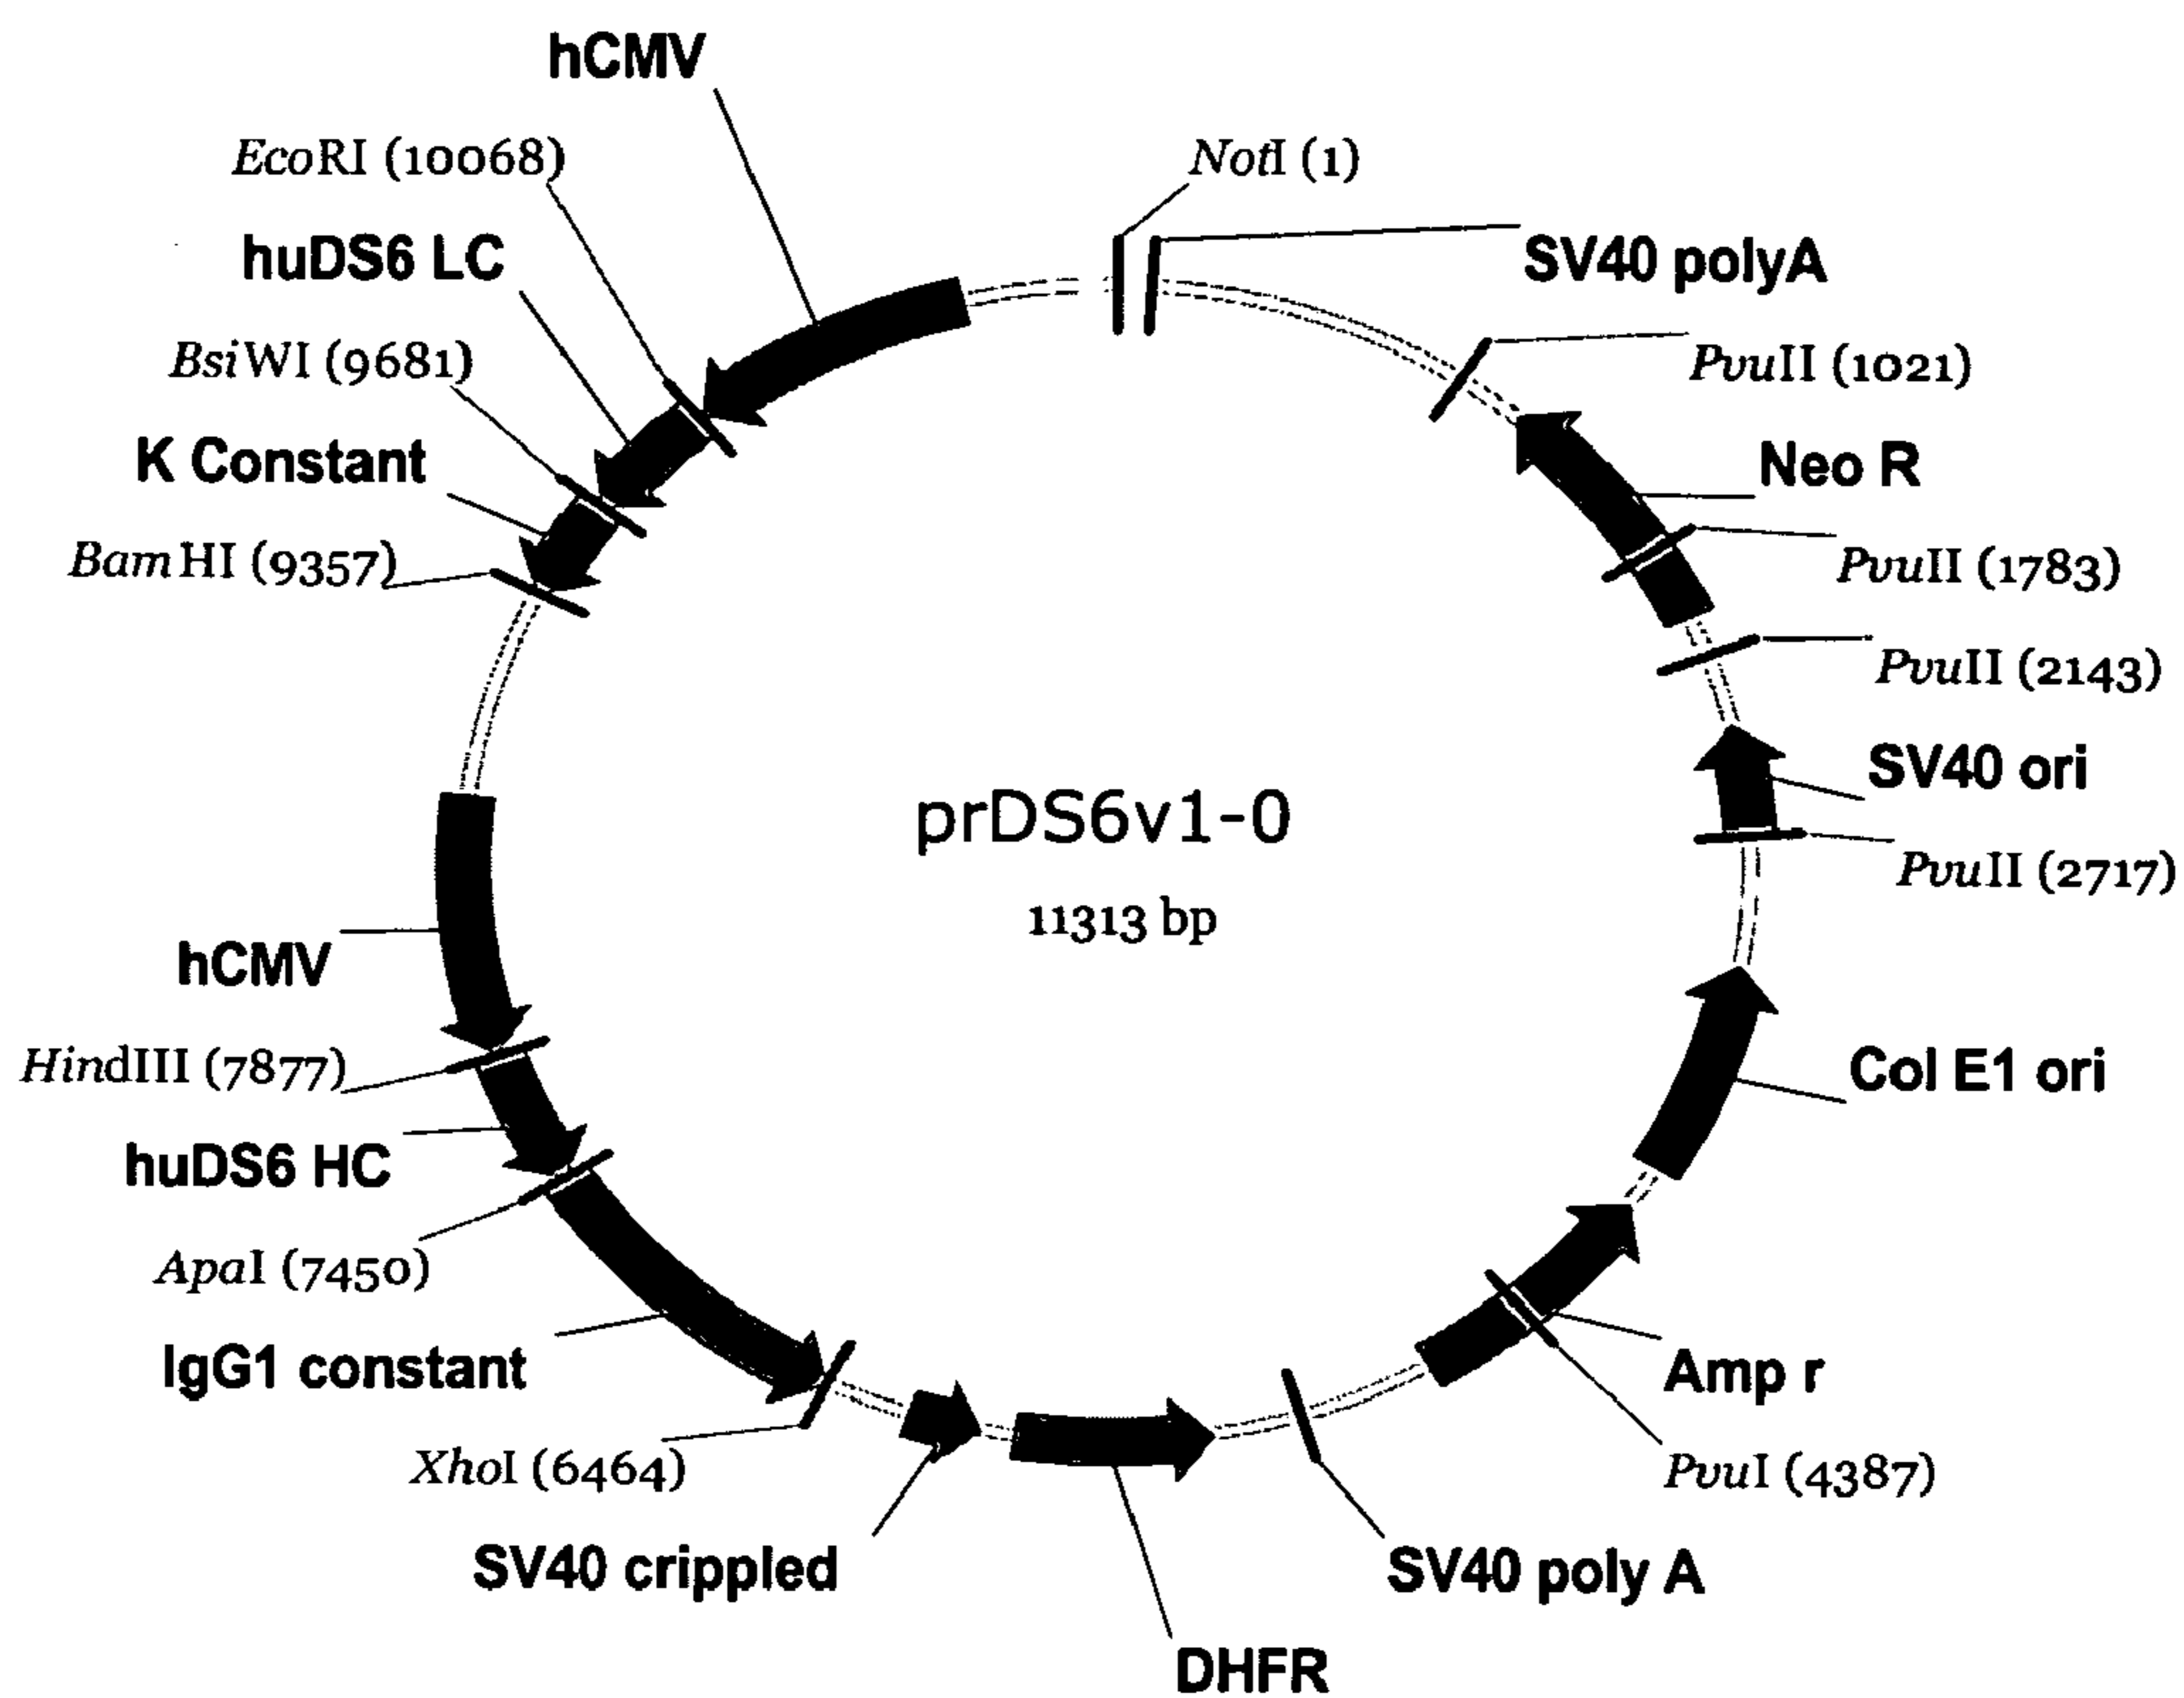 hCMV
EcoRI (10068)
NotI (1)
huDS6 LC
SV40 polyA
BsiWI (9681)
PvuII (1021)
K Constant
Neo R
BamHI (9357)
PvuII (1783)
PvuII (2143)
SV40 ori
prDS6v1-0
PvuII (2717)
11313 bp
hCMV
HindIII (7877)
Col E1 ori
huDS6 HC
ApaI (7450)
IgG1 constant
Amp r
XhoI (6464)
PvuI (4387)
SV40 crippled
SV40 poly A
DHFR